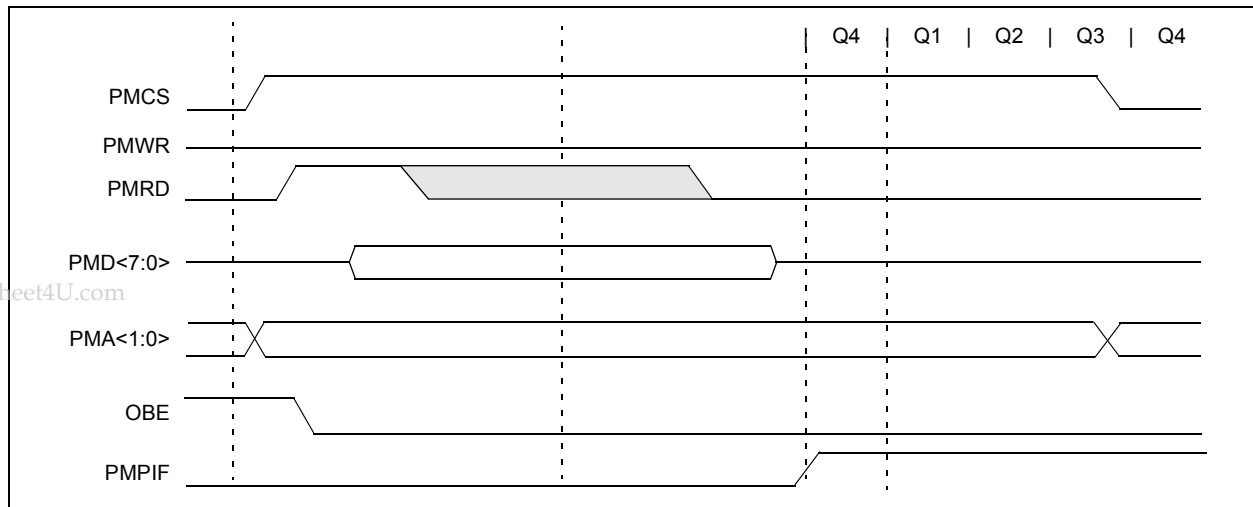 | Q4 | Q1 | Q2 | Q3 | Q4
PMCS
PMWR
PMRD
PMD<7:0>
heet4U.com
PMA<1:0>
OBE
PMPIF